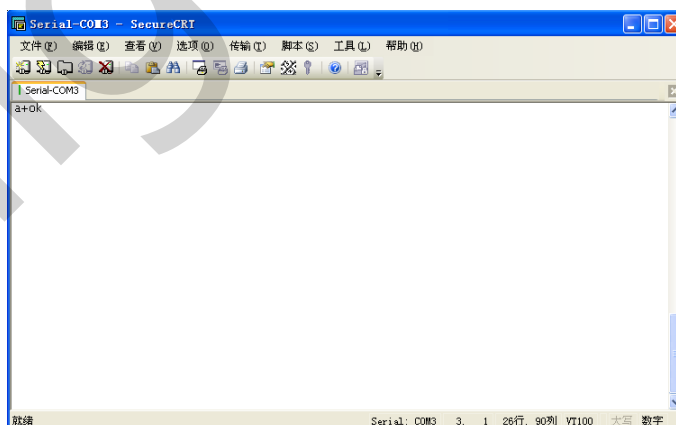 Serial-COM3 - SecureCRT
文件(F) 编辑(E) 查看(V) 选项(O) 传输(T) 脚本(S) 工具(L) 帮助(H)
Serial-COM3
a+ok
就绪 Serial: COM3 3, 1 26行, 90列 VT100 大写 数字